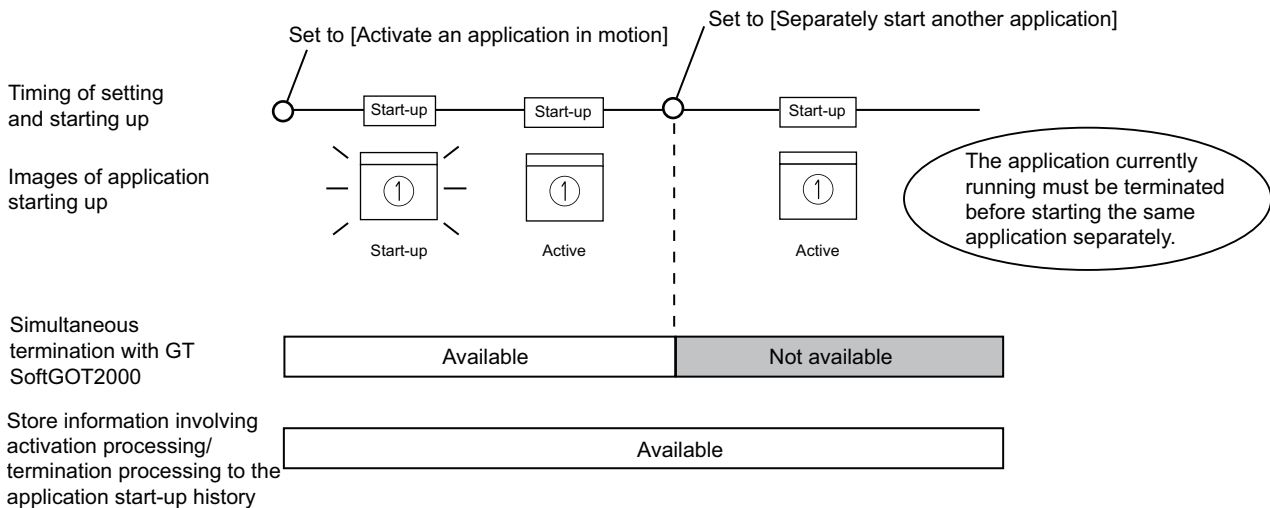 Set to [Activate an application in motion]
Set to [Separately start another application]
Timing of setting
and starting up
Start-up
Start-up
Start-up
Images of application
starting up
1
1
1
The application currently
running must be terminated
before starting the same
application separately.
Start-up
Active
Active
Simultaneous
termination with GT
SoftGOT2000
Available
Not available
Store information involving
activation processing/
termination processing to the
application start-up history
Available